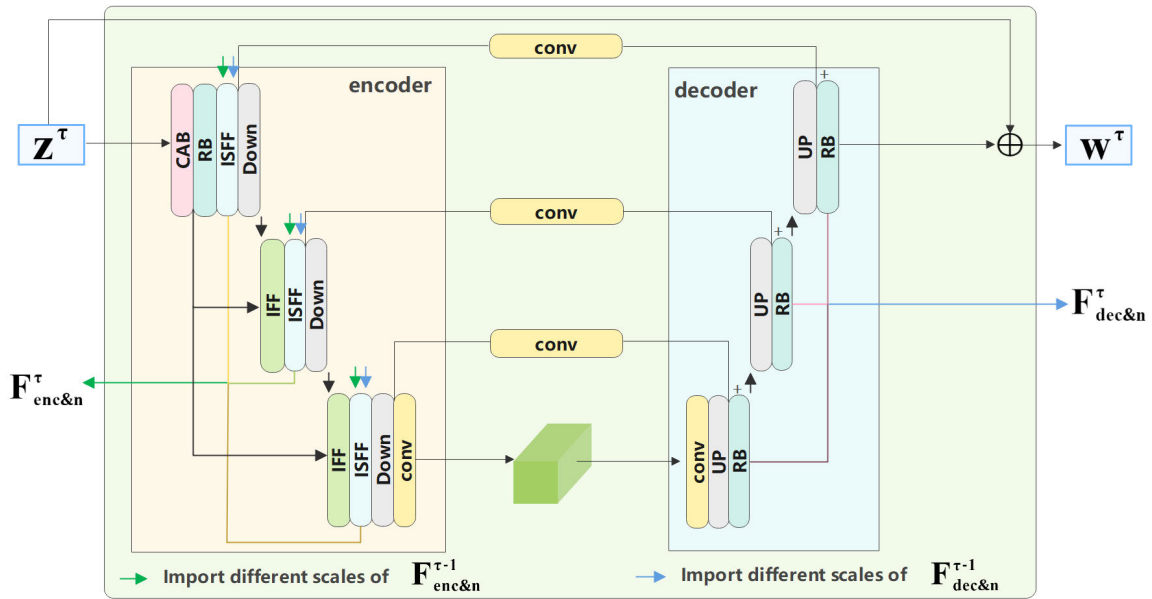 conv
encoder
decoder
z^τ
CAB
RB
ISFF
Down
UP
RB
w^τ
conv
IFF
ISFF
Down
UP
RB
F^τ_dec&n
conv
F^τ_enc&n
IFF
ISFF
Down
conv
conv
UP
RB
+
+
+
Import different scales of F^τ-1_enc&n
Import different scales of F^τ-1_dec&n